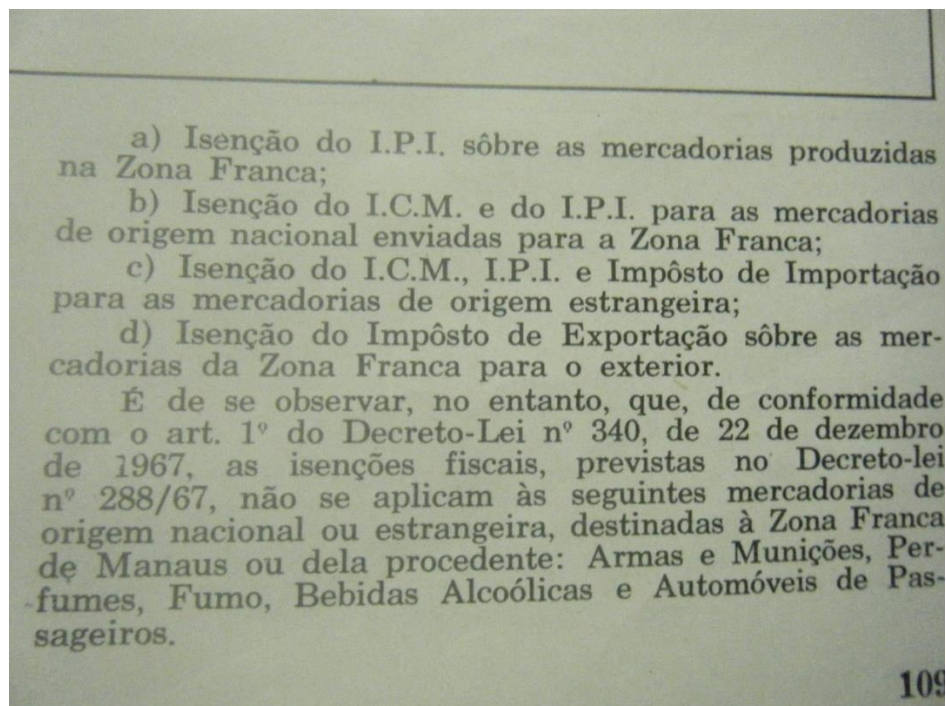 a) Isenção do I.P.I. sôbre as mercadorias produzidas
na Zona Franca;
b) Isenção do I.C.M. e do I.P.I. para as mercadorias
de origem nacional enviadas para a Zona Franca;
c) Isenção do I.C.M., I.P.I. e Impôsto de Importação
para as mercadorias de origem estrangeira;
d) Isenção do Impôsto de Exportação sôbre as mer-
cadorias da Zona Franca para o exterior.
É de se observar, no entanto, que, de conformidade
com o art. 1º do Decreto-Lei nº 340, de 22 de dezembro
de 1967, as isenções fiscais, previstas no Decreto-lei
nº 288/67, não se aplicam às seguintes mercadorias de
origem nacional ou estrangeira, destinadas à Zona Franca
de Manaus ou dela procedente: Armas e Munições, Per-
fumes, Fumo, Bebidas Alcoólicas e Automóveis de Pas-
sageiros.
109